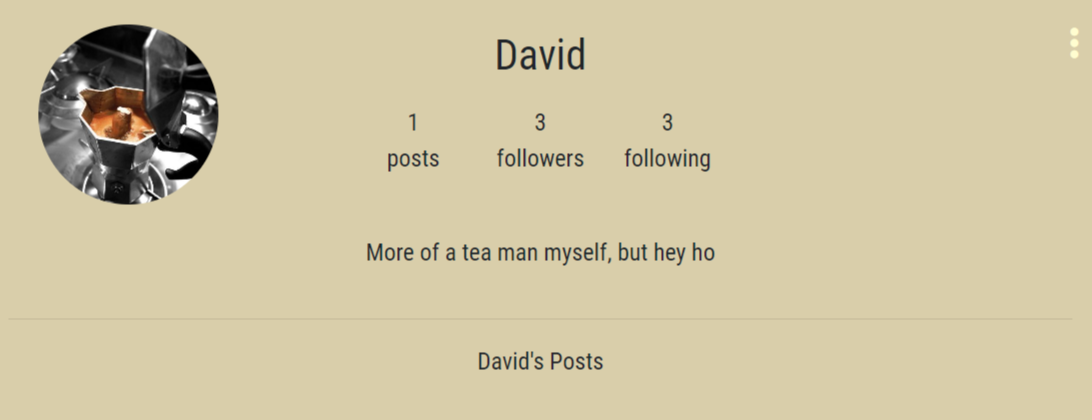 David
1 3 3
posts followers following
More of a tea man myself, but hey ho
David's Posts